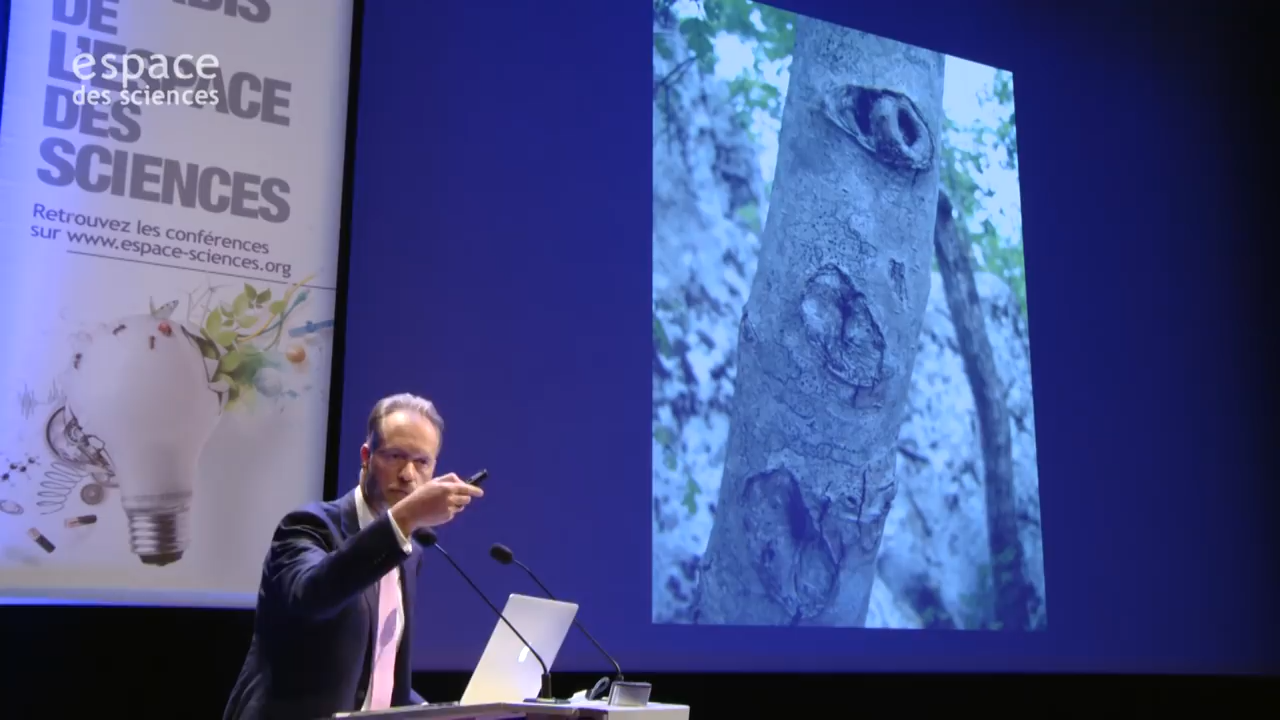 DE
L'ESPACE
DES
SCIENCES
Retrouvez les conférences
sur www.espace-sciences.org
espace
des sciences